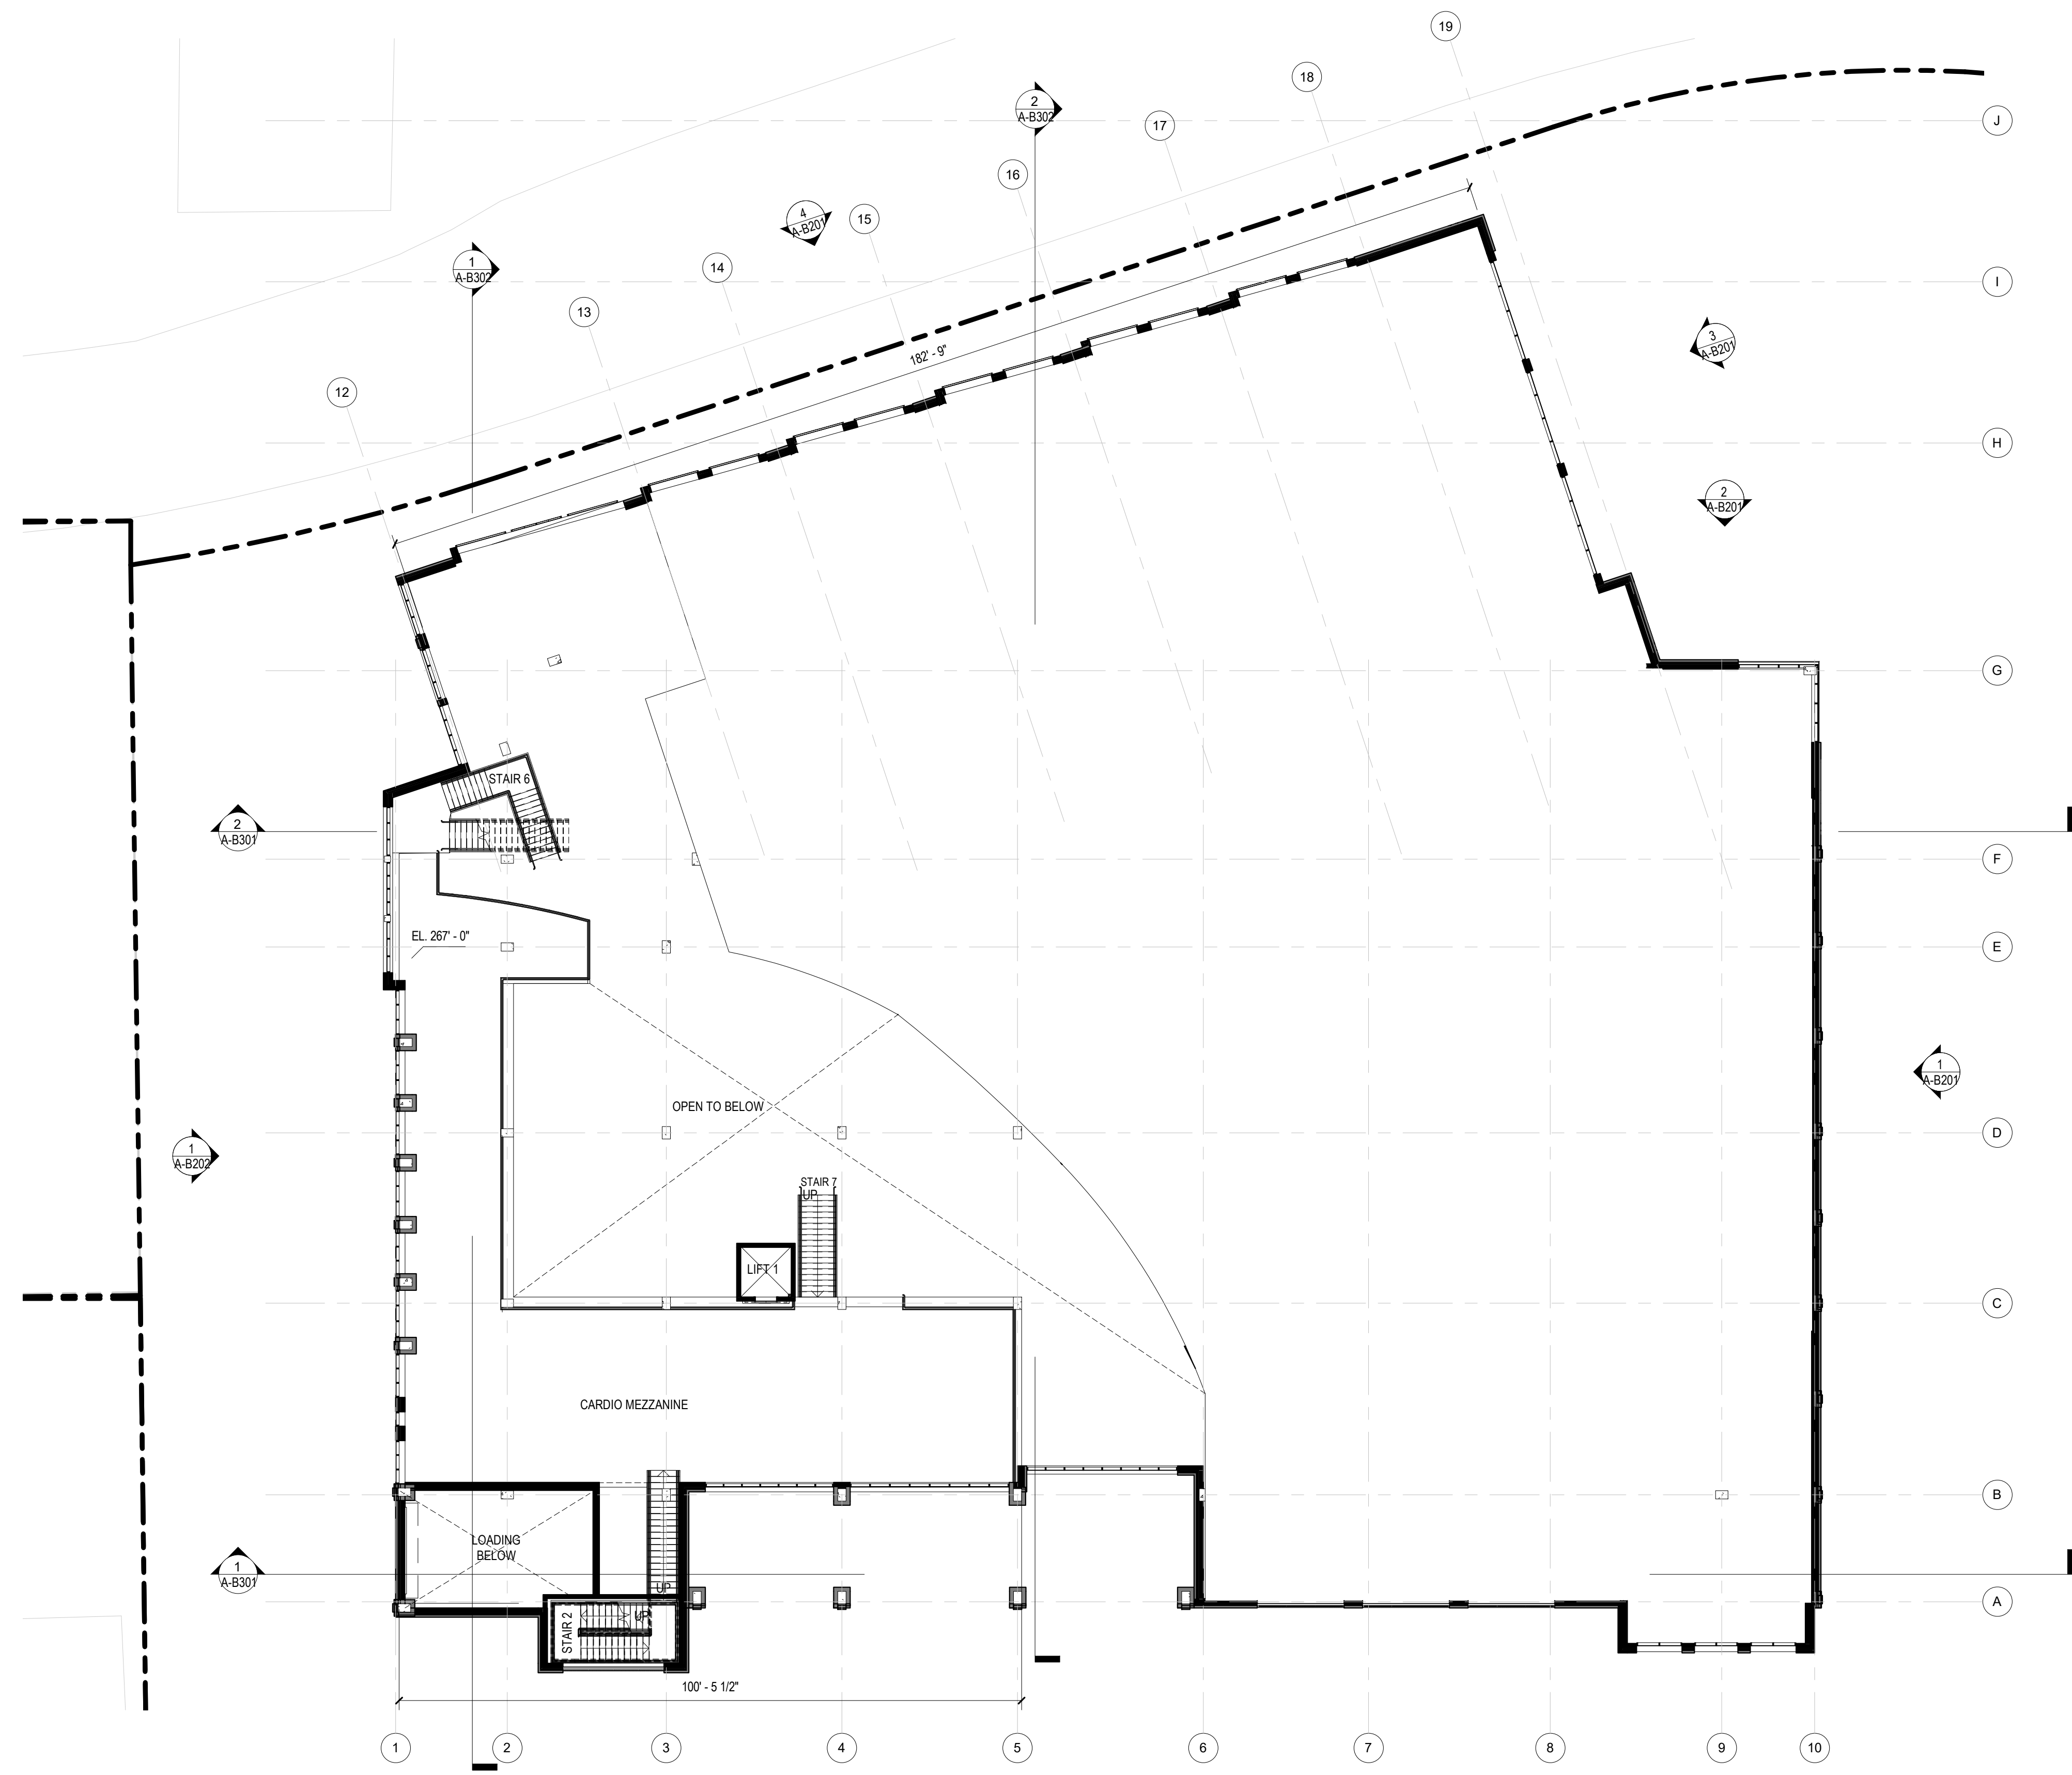 19
18
2
A-B302
J
17
16
4
A-B201
15
1
A-B302
14
I
13
3
A-B201
182' - 9"
12
H
2
A-B201
G
STAIR 6
2
A-B301
F
EL. 267' - 0"
E
1
A-B201
OPEN TO BELOW
D
1
A-B202
STAIR 7
UP
LIFT 1
C
CARDIO MEZZANINE
B
LOADING
BELOW
1
A-B301
UP
A
STAIR 2
UP
100' - 5 1/2"
1
2
3
4
5
6
7
8
9
10